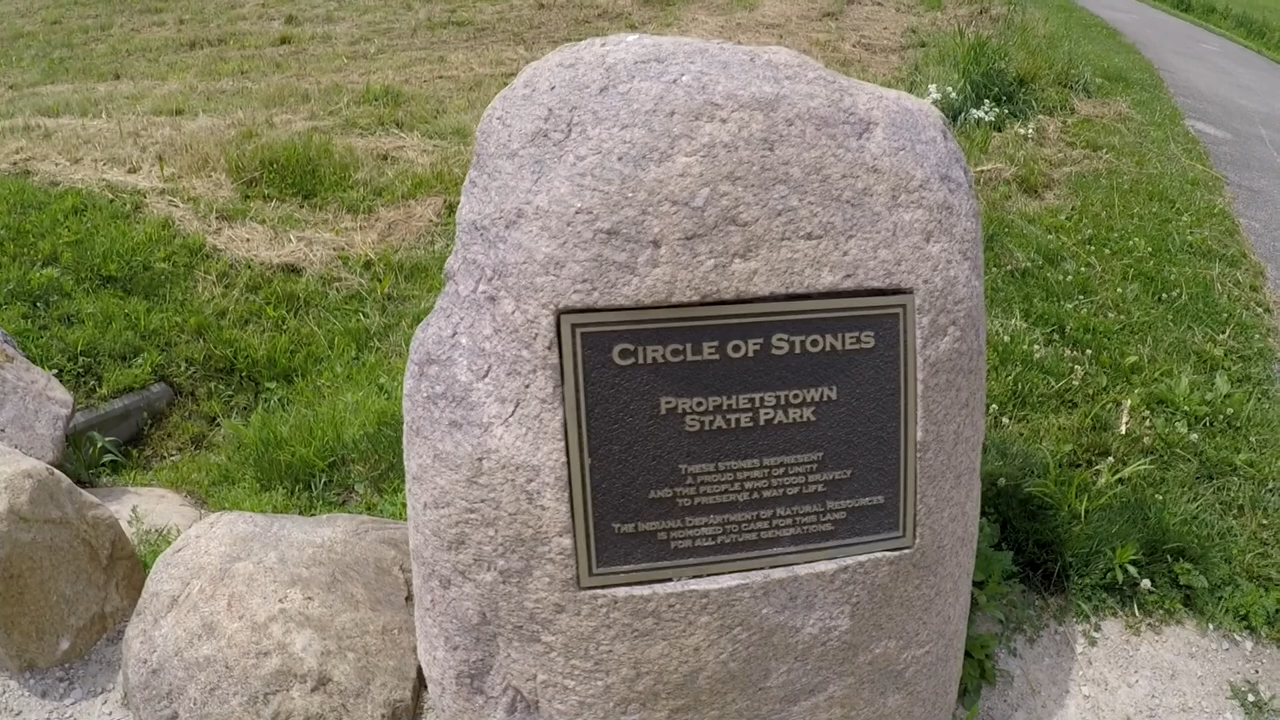 CIRCLE OF STONES
PROPHETSTOWN
STATE PARK
THESE STONES REPRESENT
A PROUD SPIRIT OF UNITY
AND THE PEOPLE WHO STOOD BRAVELY
TO PRESERVE A WAY OF LIFE.
THE INDIANA DEPARTMENT OF NATURAL RESOURCES
IS HONORED TO CARE FOR THIS LAND
FOR ALL FUTURE GENERATIONS.